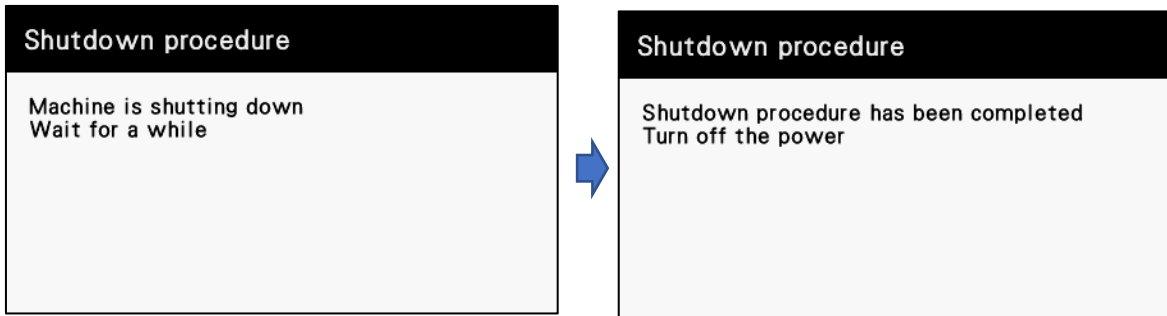 Shutdown procedure
Machine is shutting down
Wait for a while
Shutdown procedure
Shutdown procedure has been completed
Turn off the power